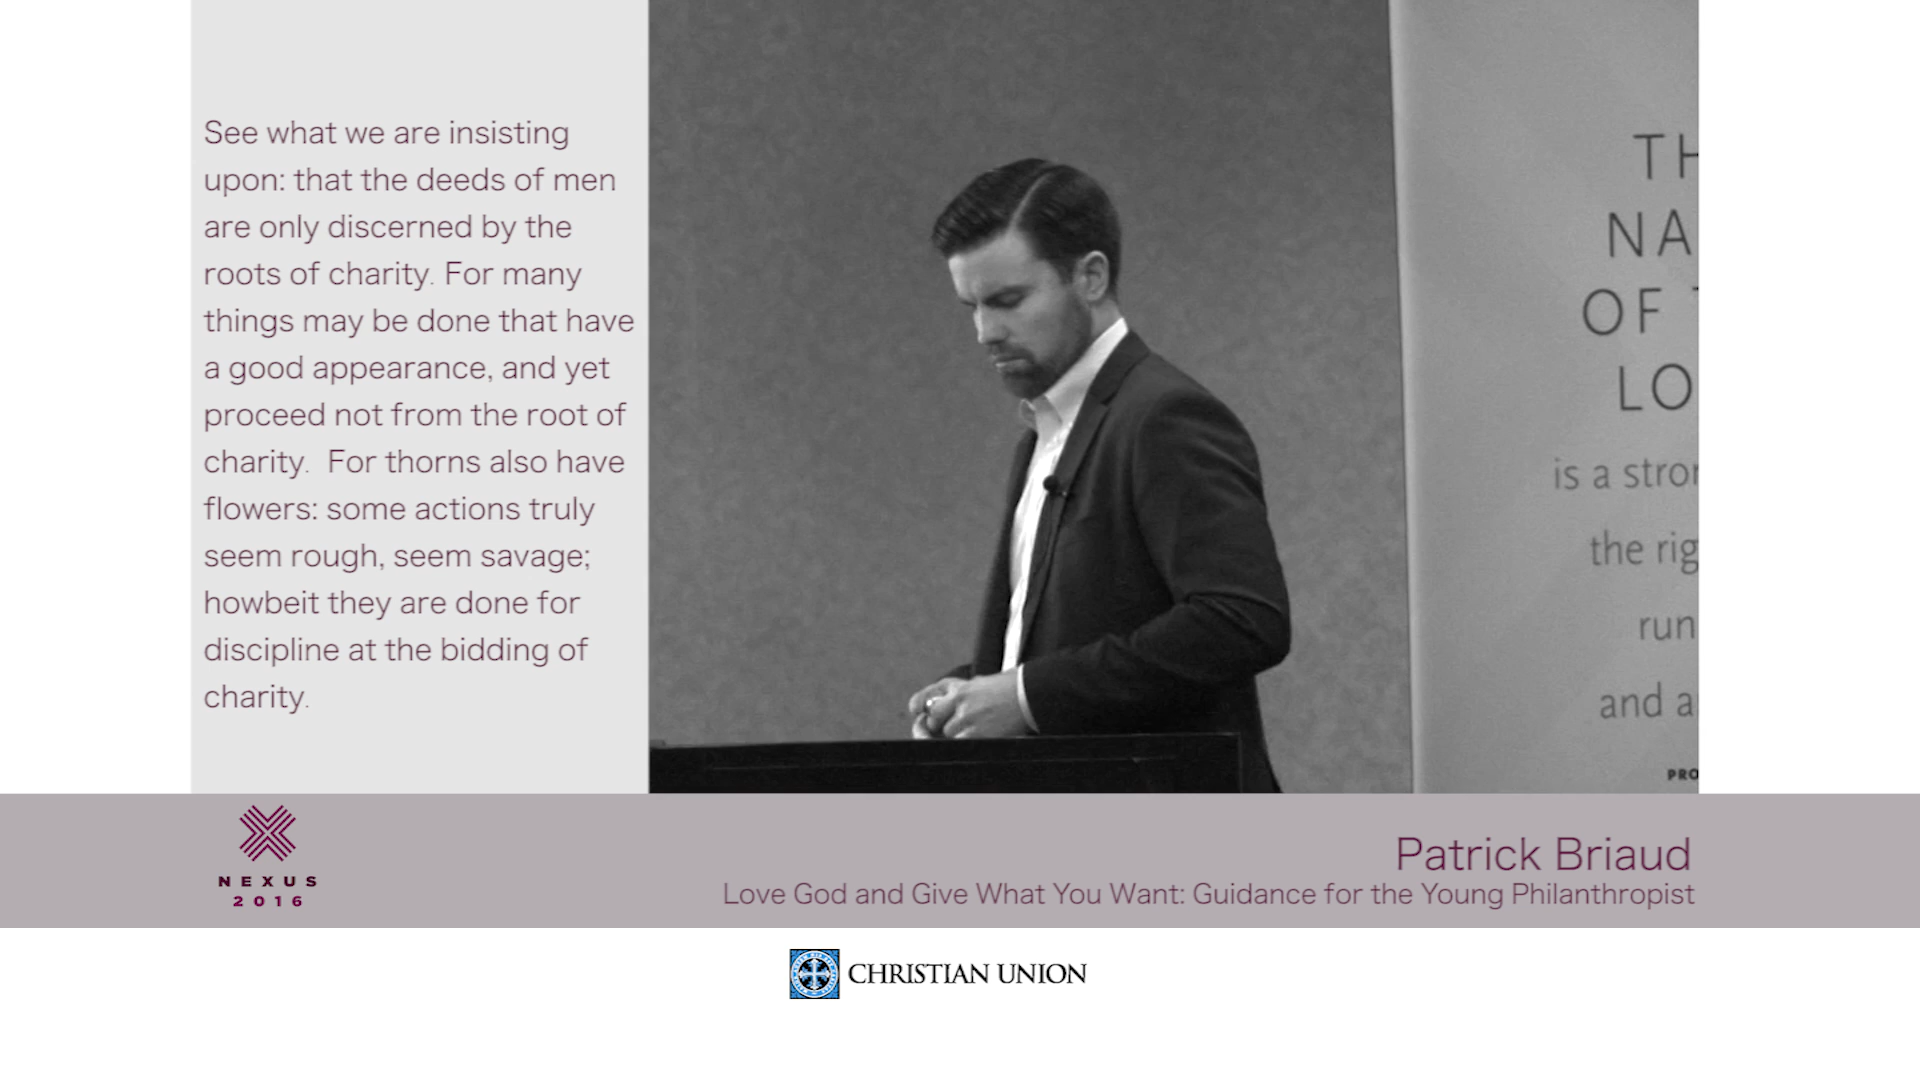 See what we are insisting
upon: that the deeds of men
are only discerned by the
roots of charity. For many
things may be done that have
a good appearance, and yet
proceed not from the root of
charity.  For thorns also have
flowers: some actions truly
seem rough, seem savage;
howbeit they are done for
discipline at the bidding of
charity.
TH
NA
OF
LO
is a stron
the rig
run
and a
PRO
NEXUS
2016
Patrick Briaud
Love God and Give What You Want: Guidance for the Young Philanthropist
CHRISTIAN UNION